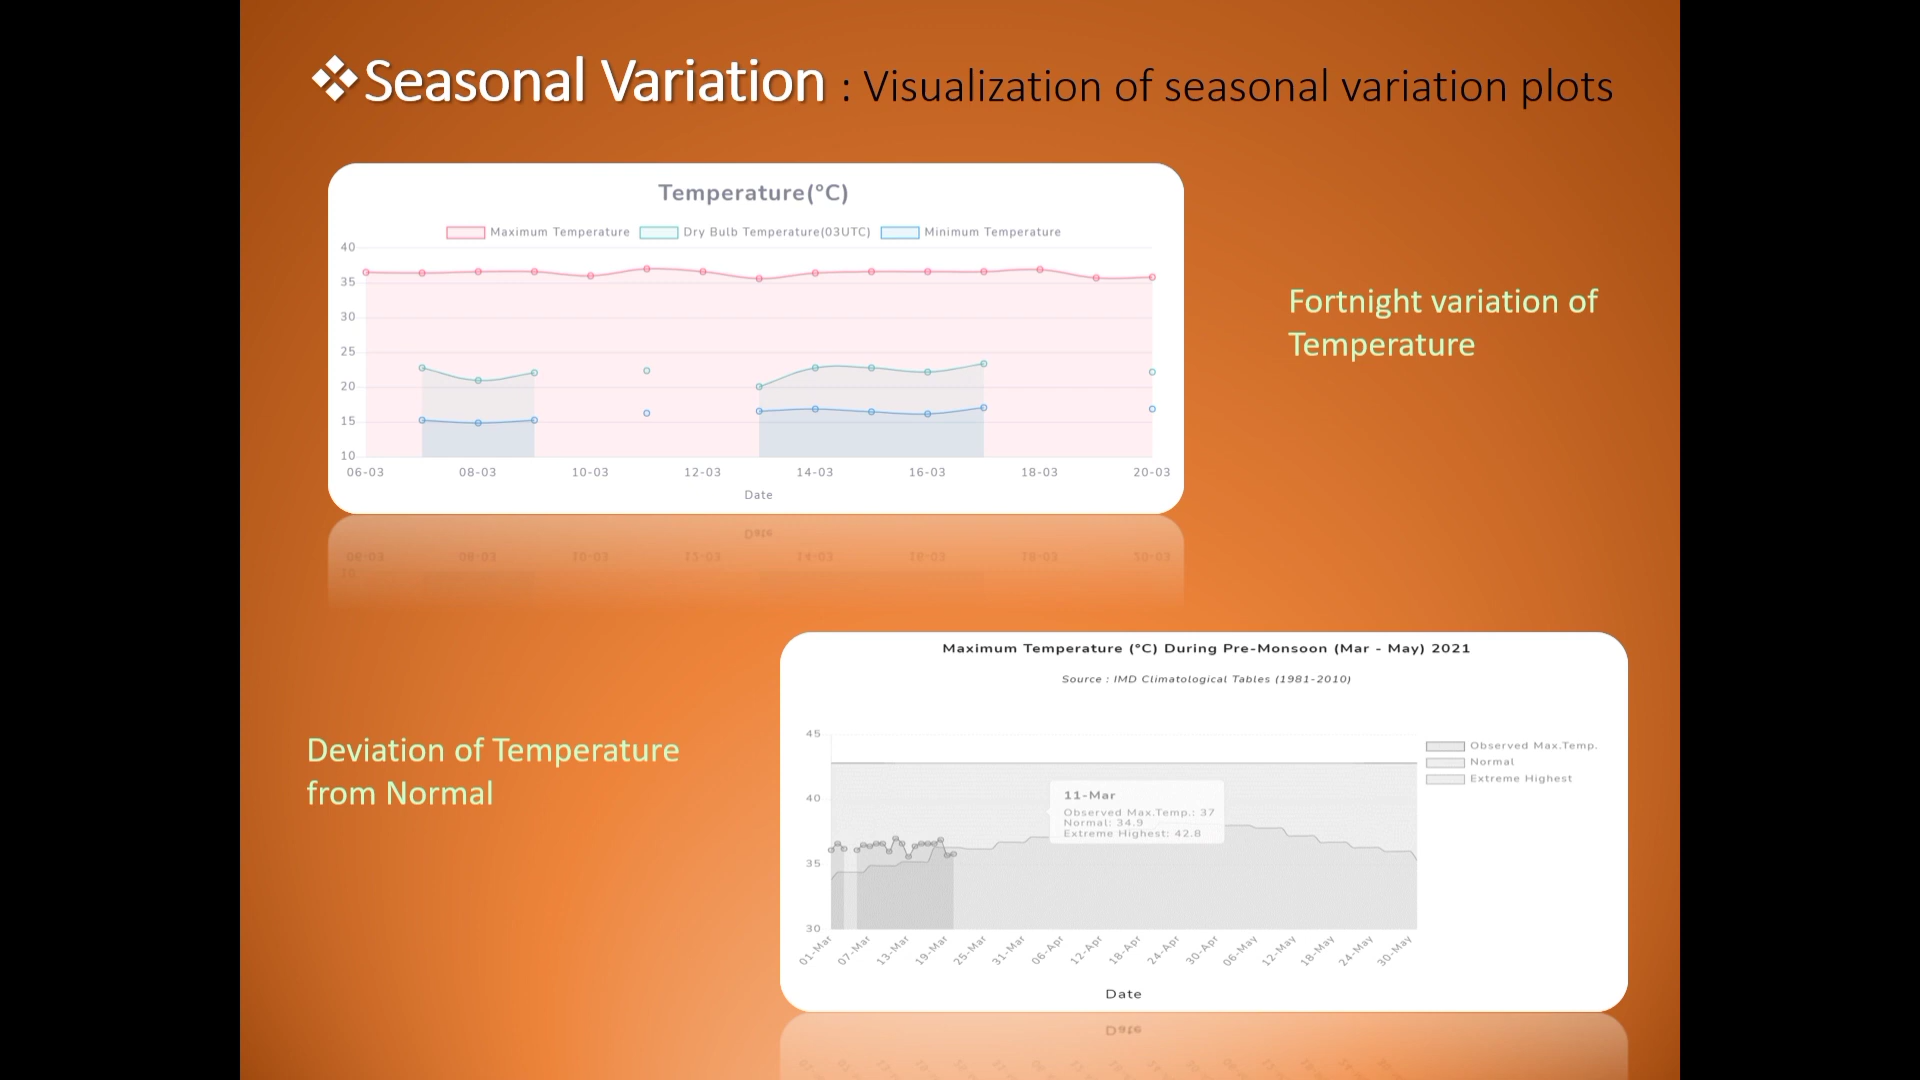 ❖Seasonal Variation : Visualization of seasonal variation plots
Temperature(°C)
Maximum Temperature Dry Bulb Temperature(03UTC) Minimum Temperature
40
35
30
25
20
15
10
06-03 08-03 10-03 12-03 14-03 16-03 18-03 20-03
Date
Fortnight variation of
Temperature
Deviation of Temperature
from Normal
Maximum Temperature (°C) During Pre-Monsoon (Mar - May) 2021
Source : IMD Climatological Tables (1981-2010)
45
40
35
30
Observed Max.Temp.
Normal
Extreme Highest
11-Mar
Observed Max.Temp.: 37
Normal: 34.9
Extreme Highest: 42.8
01-Mar 07-Mar 13-Mar 19-Mar 25-Mar 31-Mar 06-Apr 12-Apr 18-Apr 24-Apr 30-Apr 06-May 12-May 18-May 24-May 30-May
Date